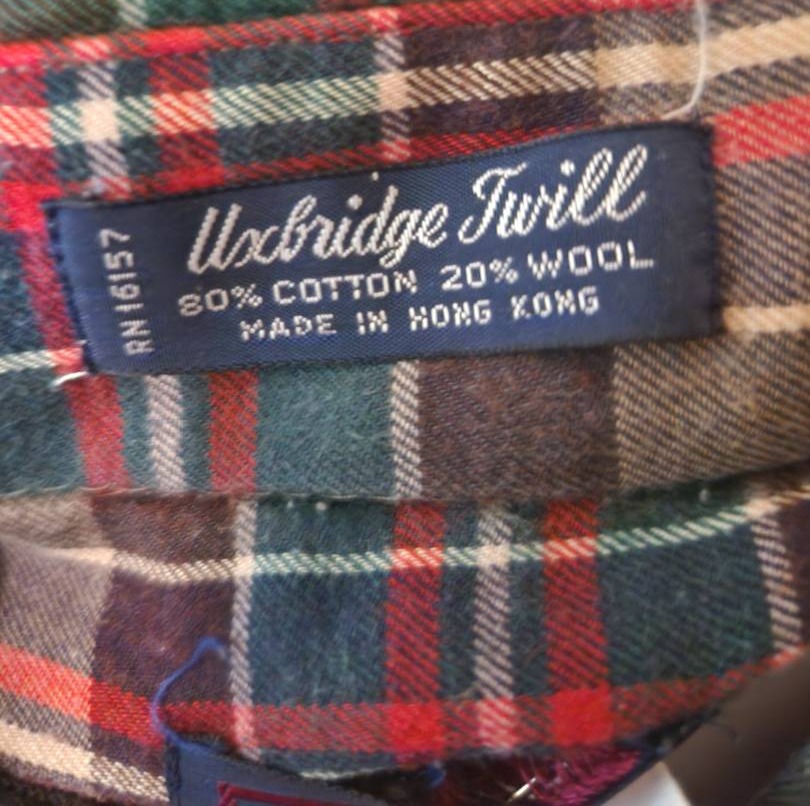 Uxbridge Twill
80% COTTON 20% WOOL
MADE IN HONG KONG
RN 16157